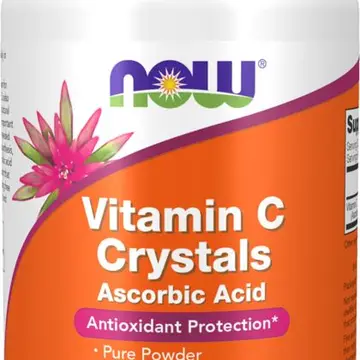 now®
Vitamin C
Crystals
Ascorbic Acid
Antioxidant Protection*
• Pure Powder